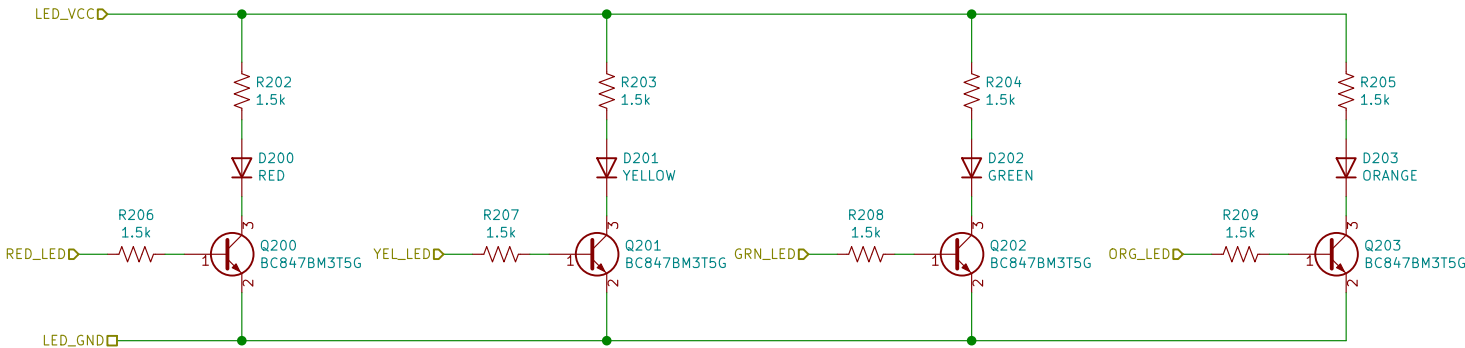 LED_VCC
R202
1.5k
R203
1.5k
R204
1.5k
R205
1.5k
D200
RED
D201
YELLOW
D202
GREEN
D203
ORANGE
R206
1.5k
R207
1.5k
R208
1.5k
R209
1.5k
3
3
3
3
RED_LED
1
Q200
BC847BM3T5G
YEL_LED
1
Q201
BC847BM3T5G
GRN_LED
1
Q202
BC847BM3T5G
ORG_LED
1
Q203
BC847BM3T5G
2
2
2
2
LED_GND